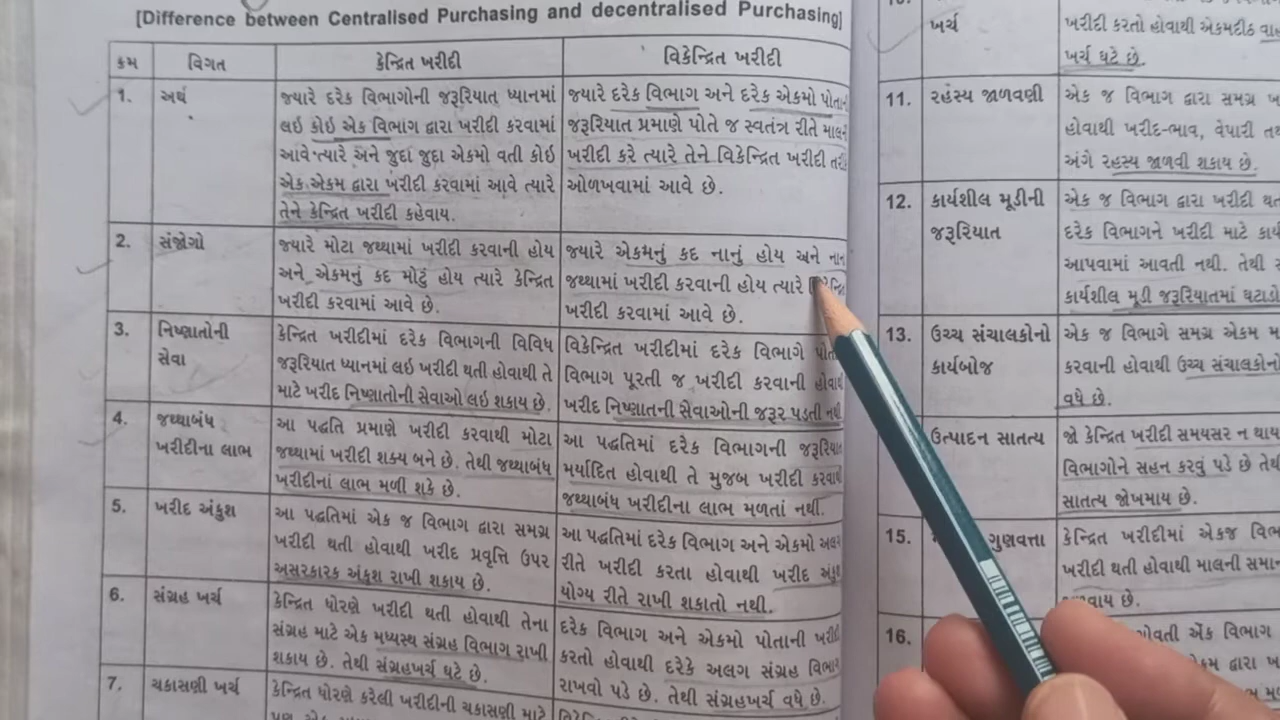 [Difference between Centralised Purchasing and decentralised Purchasing]
ક્રમ વિગત કેન્દ્રિત ખરીદી વિકેન્દ્રિત ખરીદી
1. અર્થ
જ્યારે દરેક વિભાગોની જરૂરિયાત ધ્યાનમાં
લઇ કોઇ એક વિભાગ દ્વારા ખરીદી કરવામાં
આવે ત્યારે અને જુદા જુદા એકમો વતી કોઇ
એક એકમ દ્વારા ખરીદી કરવામાં આવે ત્યારે
તેને કેન્દ્રિત ખરીદી કહેવાય.
જ્યારે દરેક વિભાગ અને દરેક એકમો
જરૂરિયાત પ્રમાણે પોતે જ સ્વતંત્ર રીતે
ખરીદી કરે ત્યારે તેને વિકેન્દ્રિત ખરીદી
ઓળખવામાં આવે છે.
2. સંજોગો
જ્યારે મોટા જથ્થામાં ખરીદી કરવાની હોય
અને એકમનું કદ મોટું હોય ત્યારે કેન્દ્રિત
ખરીદી કરવામાં આવે છે.
જ્યારે એકમનું કદ નાનું હોય અને
જથ્થામાં ખરીદી કરવાની હોય ત્યારે
ખરીદી કરવામાં આવે છે.
3. નિષ્ણાતોની
સેવા
કેન્દ્રિત ખરીદીમાં દરેક વિભાગની વિવિધ
જરૂરિયાત ધ્યાનમાં લઇ ખરીદી થતી હોવાથી તે
માટે ખરીદ નિષ્ણાતોની સેવાઓ લઇ શકાય છે.
વિકેન્દ્રિત ખરીદીમાં દરેક વિભાગે
વિભાગ પૂરતી જ ખરીદી કરવાની
ખરીદ નિષ્ણાતની સેવાઓની જરૂર પડતી નથી
4. જથ્થાબંધ
ખરીદીના લાભ
આ પદ્ધતિ પ્રમાણે ખરીદી કરવાથી મોટા
જથ્થામાં ખરીદી શક્ય બને છે. તેથી જથ્થાબંધ
ખરીદીનાં લાભ મળી શકે છે.
આ પદ્ધતિમાં દરેક વિભાગની
મર્યાદિત હોવાથી તે મુજબ ખરીદી કરવાથી
જથ્થાબંધ ખરીદીના લાભ મળતાં નથી.
5. ખરીદ અંકુશ
આ પદ્ધતિમાં એક જ વિભાગ દ્વારા સમગ્ર
ખરીદી થતી હોવાથી ખરીદ પ્રવૃત્તિ ઉપર
અસરકારક અંકુશ રાખી શકાય છે.
આ પદ્ધતિમાં દરેક વિભાગ અને એકમો
રીતે ખરીદી કરતા હોવાથી ખરીદ અંકુશ
યોગ્ય રીતે રાખી શકાતો નથી.
6. સંગ્રહ ખર્ચ
કેન્દ્રિત ધોરણે ખરીદી થતી હોવાથી તેના
સંગ્રહ માટે એક મધ્યસ્થ સંગ્રહ વિભાગ રાખી
શકાય છે. તેથી સંગ્રહખર્ચ ઘટે છે.
દરેક વિભાગ અને એકમો પોતાની ખરીદી
કરતો હોવાથી દરેકે અલગ સંગ્રહ
રાખવો પડે છે. તેથી સંગ્રહખર્ચ વધે છે.
7. ચકાસણી ખર્ચ
કેન્દ્રિત ધોરણે કરેલી ખરીદીની ચકાસણી માટે
ખર્ચ
ખરીદી કરતો હોવાથી એકમદીઠ
ખર્ચ ઘટે છે.
11. રહસ્ય જાળવણી
એક જ વિભાગ દ્વારા સમગ્ર
હોવાથી ખરીદ-ભાવ, વેપારી
અંગે રહસ્ય જાળવી શકાય છે.
12. કાર્યશીલ મૂડીની
જરૂરિયાત
એક જ વિભાગ દ્વારા ખરીદી
દરેક વિભાગને ખરીદી માટે
આપવામાં આવતી નથી. તેથી
કાર્યશીલ મૂડી જરૂરિયાતમાં ઘટાડો
13. ઉચ્ચ સંચાલકોનો
કાર્યબોજ
એક જ વિભાગે સમગ્ર એકમ
કરવાની હોવાથી ઉચ્ચ સંચાલકોનો
વધે છે.
ઉત્પાદન સાતત્ય
જો કેન્દ્રિત ખરીદી સમયસર ન થાય
વિભાગોને સહન કરવું પડે છે
સાતત્ય જોખમાય છે.
15. ગુણવત્તા
કેન્દ્રિત ખરીદીમાં એકજ
ખરીદી થતી હોવાથી માલની
16. વિભાગ